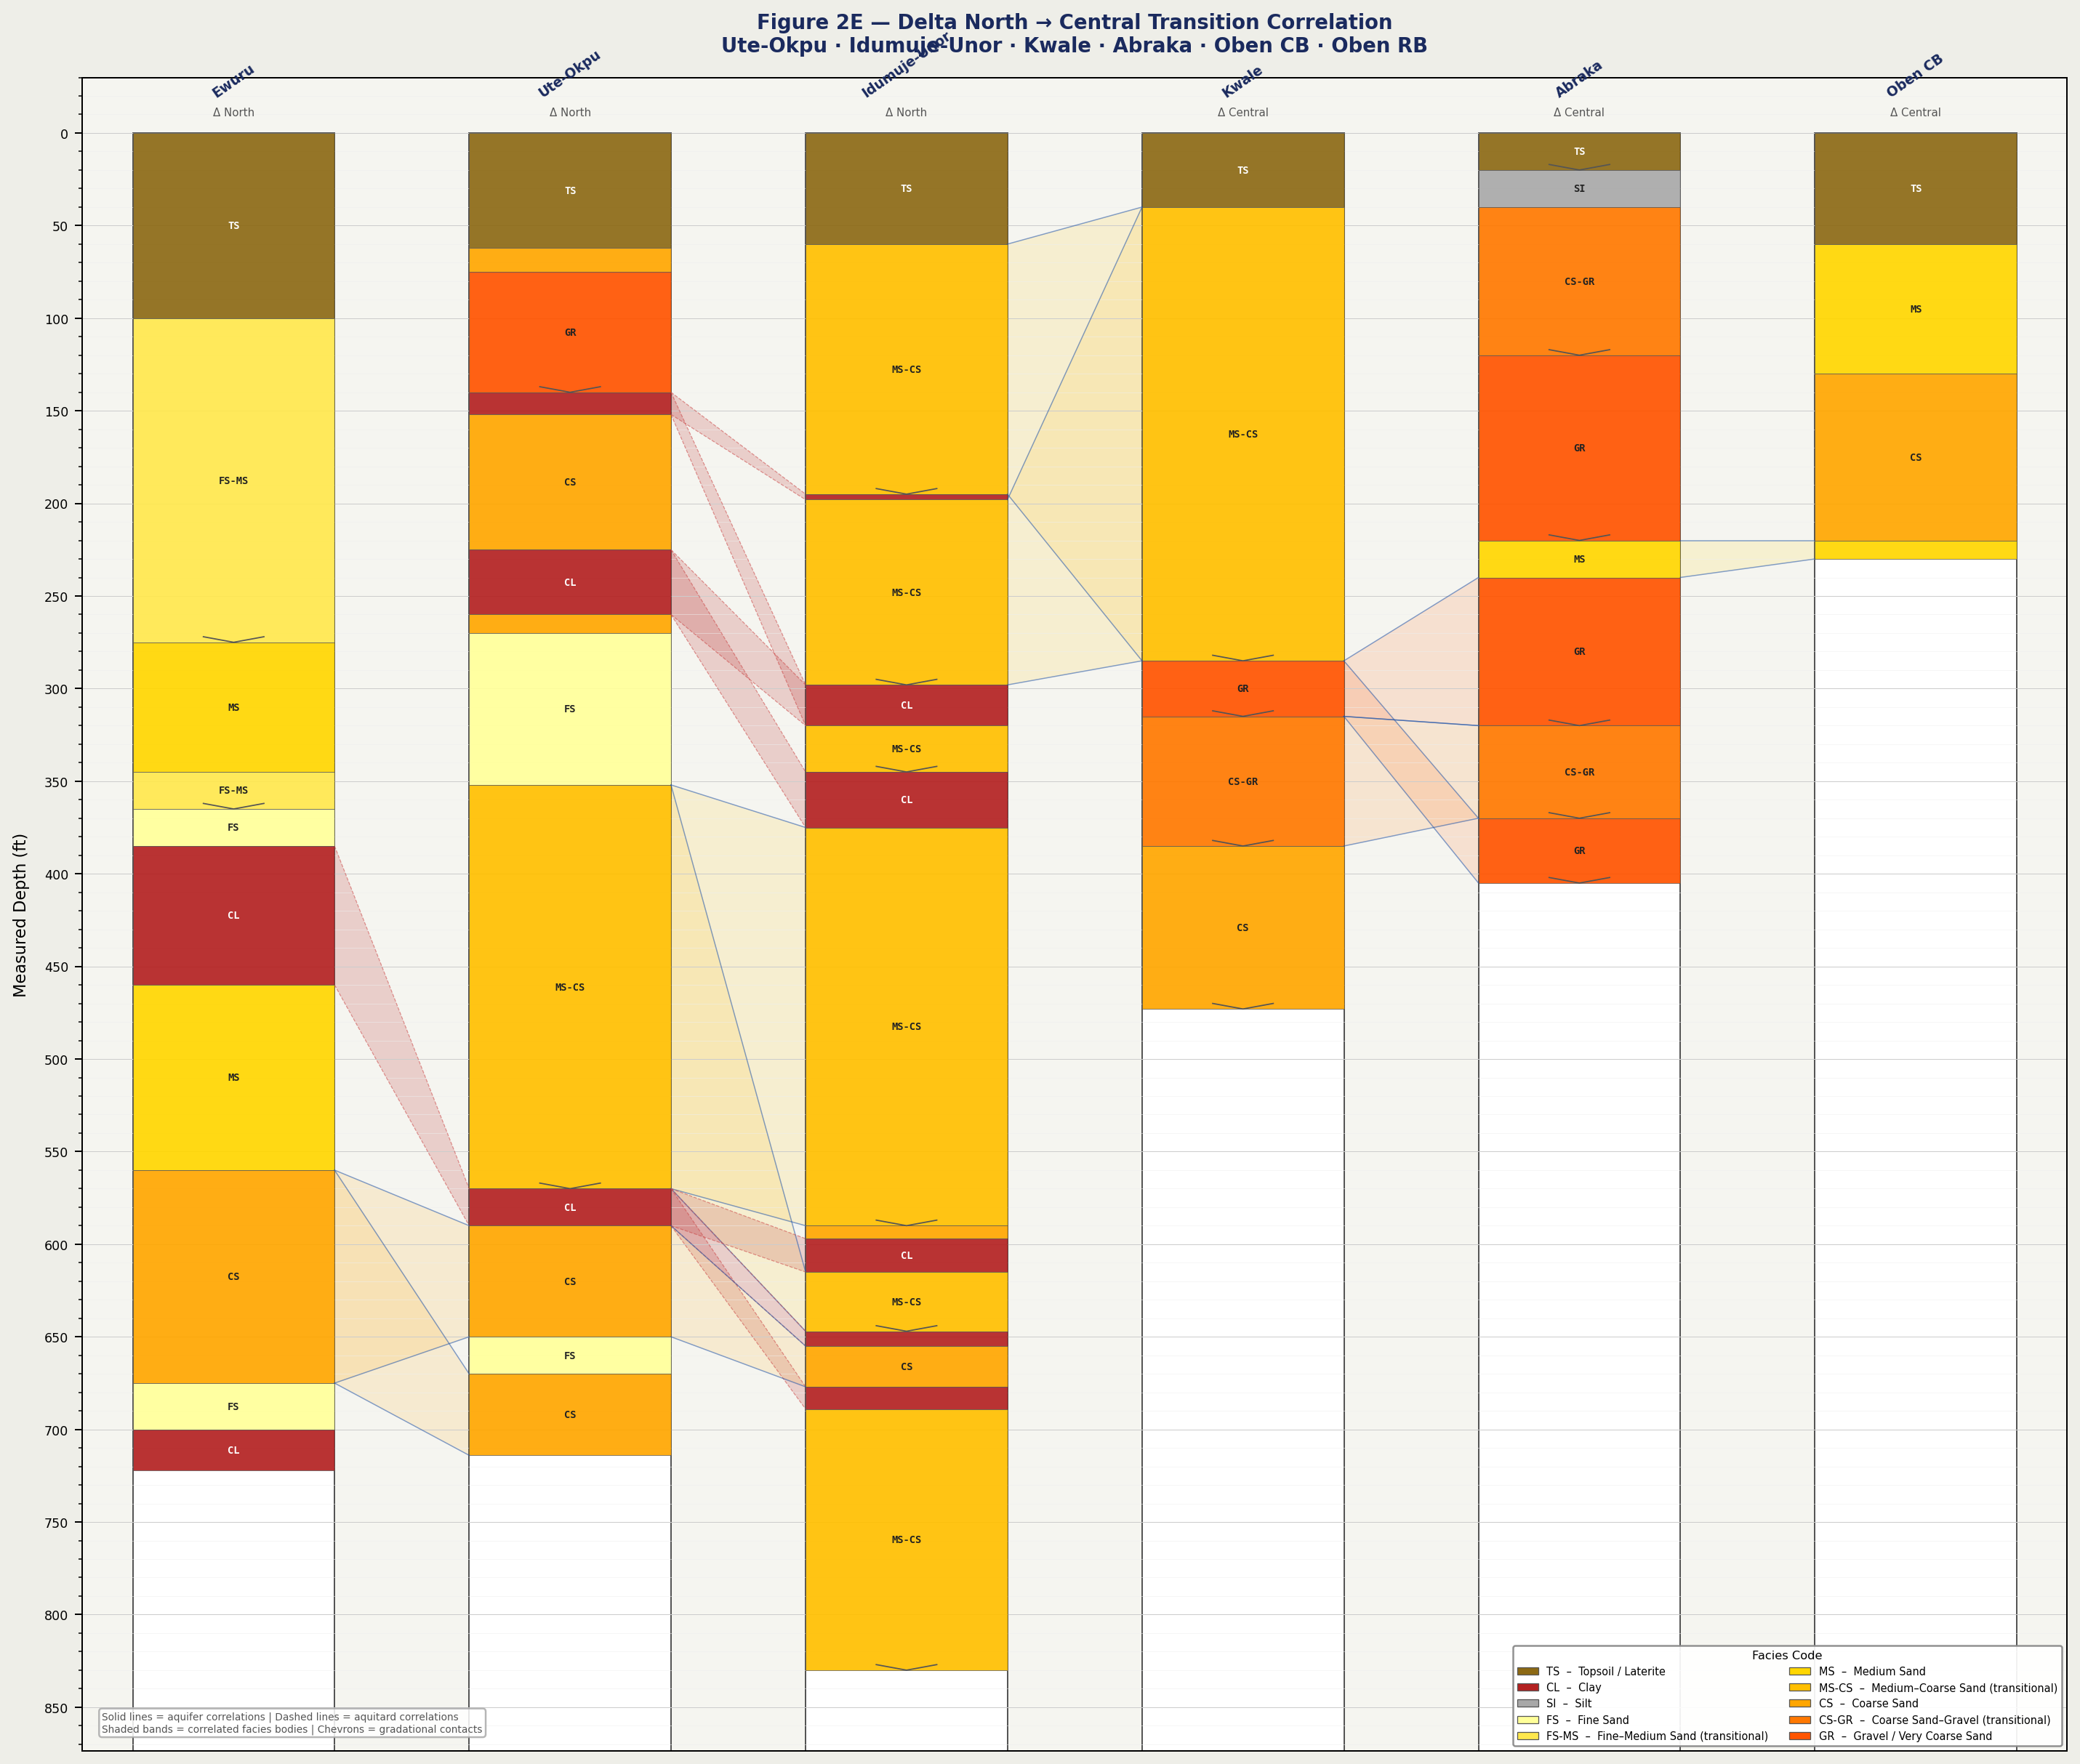 Figure 2E — Delta North → Central Transition Correlation
Ute-Okpu · Idumuje-Unor · Kwale · Abraka · Oben CB · Oben RB
Ewuru
Ute-Okpu
Idumuje-Unor
Kwale
Abraka
Oben CB
Δ North
Δ North
Δ North
Δ Central
Δ Central
Δ Central
Measured Depth (ft)
0
50
100
150
200
250
300
350
400
450
500
550
600
650
700
750
800
850
TS
FS-MS
MS
FS-MS
FS
CL
MS
CS
FS
CL
TS
GR
CS
CL
FS
MS-CS
CL
CS
FS
CS
TS
MS-CS
MS-CS
CL
MS-CS
CL
MS-CS
CL
MS-CS
CS
MS-CS
TS
MS-CS
GR
CS-GR
CS
TS
SI
CS-GR
GR
MS
GR
CS-GR
GR
TS
MS
CS
Solid lines = aquifer correlations | Dashed lines = aquitard correlations
Shaded bands = correlated facies bodies | Chevrons = gradational contacts
Facies Code
TS – Topsoil / Laterite
CL – Clay
SI – Silt
FS – Fine Sand
FS-MS – Fine–Medium Sand (transitional)
MS – Medium Sand
MS-CS – Medium–Coarse Sand (transitional)
CS – Coarse Sand
CS-GR – Coarse Sand–Gravel (transitional)
GR – Gravel / Very Coarse Sand